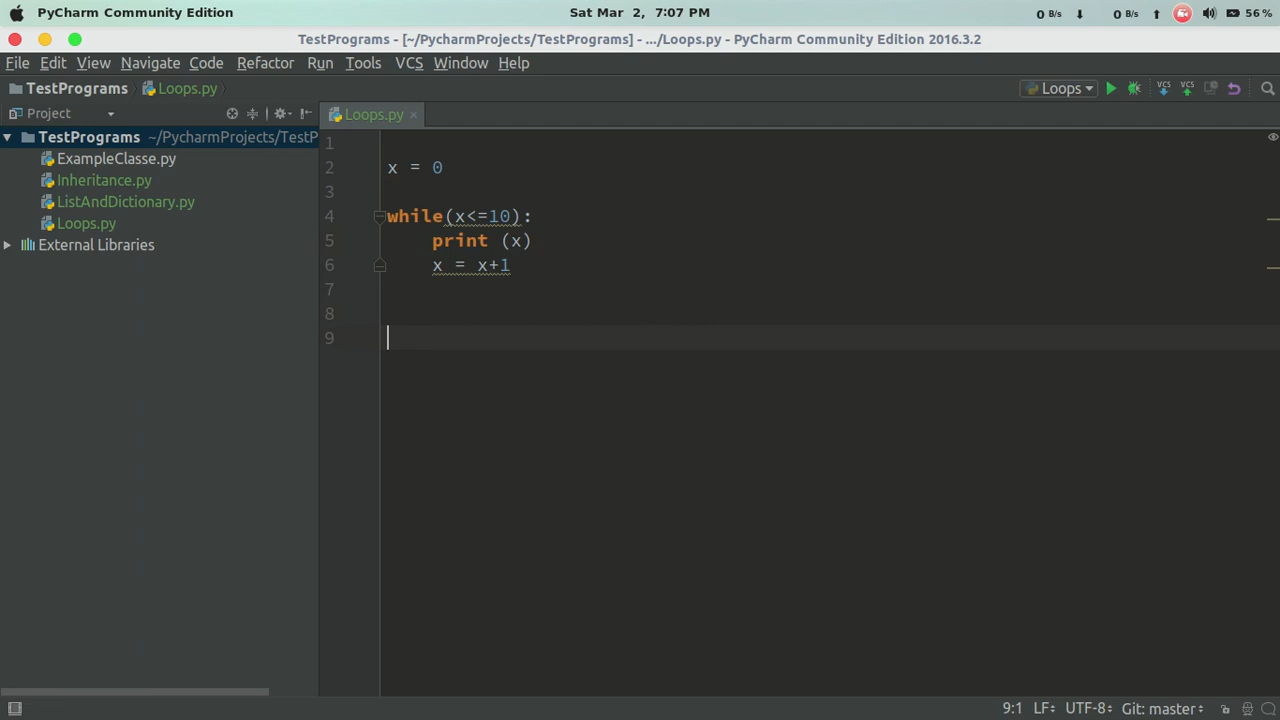 PyCharm Community Edition
Sat Mar 2, 7:07 PM
0 B/s 0 B/s 56 %
TestPrograms - [~/PycharmProjects/TestPrograms] - .../Loops.py - PyCharm Community Edition 2016.3.2
File Edit View Navigate Code Refactor Run Tools VCS Window Help
TestPrograms Loops.py
Loops
VCS VCS
Project
Loops.py
TestPrograms ~/PycharmProjects/TestP
ExampleClasse.py
Inheritance.py
ListAndDictionary.py
Loops.py
External Libraries
1
2 x = 0
3
4 while(x<=10):
5 print (x)
6 x = x+1
7
8
9
9:1 LF UTF-8 Git: master